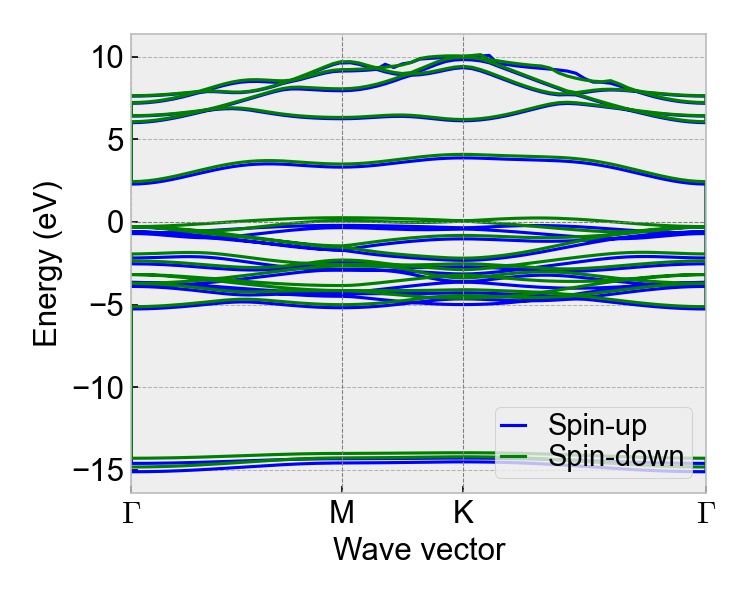 Energy (eV)
10
5
0
−5
−10
−15
Spin-up
Spin-down
Γ M K Γ
Wave vector